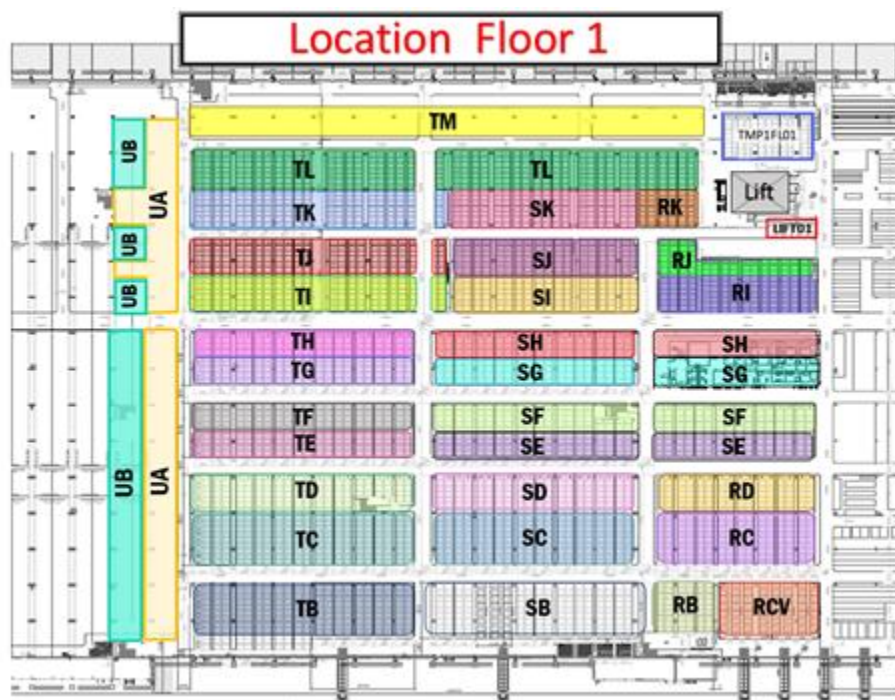 Location Floor 1
TM
TMP1FL01
UB
TL
TL
UA
TK
SK
RK
Lift
LIFT01
UB
TJ
SJ
RJ
UB
TI
SI
RI
TH
SH
SH
TG
SG
SG
TF
SF
SF
TE
SE
SE
UB
UA
TD
SD
RD
TC
SC
RC
TB
SB
RB
RCV